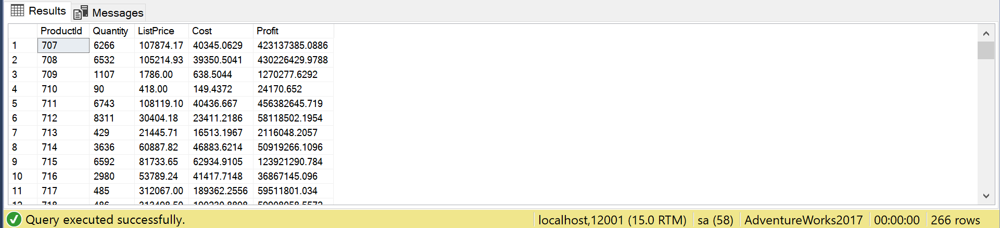 Results Messages
ProductId Quantity ListPrice Cost Profit
1 707 6266 107874.17 40345.0629 423137385.0886
2 708 6532 105214.93 39350.5041 430226429.9788
3 709 1107 1786.00 638.5044 1270277.6292
4 710 90 418.00 149.4372 24170.652
5 711 6743 108119.10 40436.667 456382645.719
6 712 8311 30404.18 23411.2186 58118502.1954
7 713 429 21445.71 16513.1967 2116048.2057
8 714 3636 60887.82 46883.6214 50919266.1096
9 715 6592 81733.65 62934.9105 123921290.784
10 716 2980 53789.24 41417.7148 36867145.096
11 717 485 312067.00 189362.2556 59511801.034
12 718 486
Query executed successfully. localhost,12001 (15.0 RTM) sa (58) AdventureWorks2017 00:00:00 266 rows